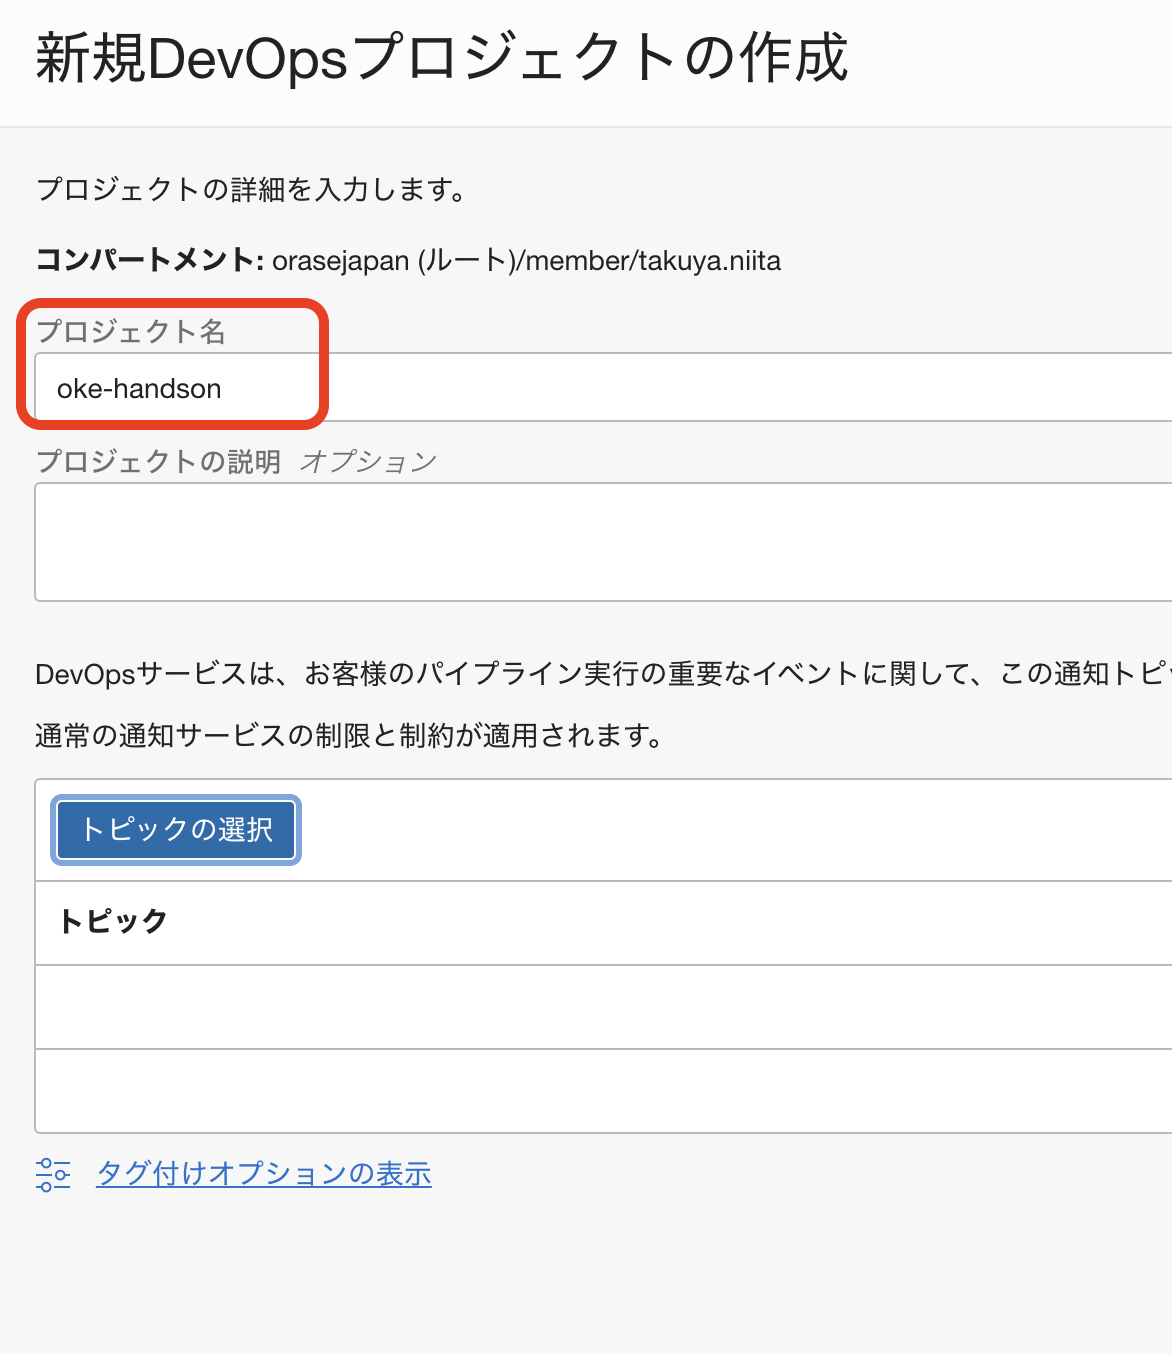 新規DevOpsプロジェクトの作成
プロジェクトの詳細を入力します。
コンパートメント: orasejapan (ルート)/member/takuya.niita
プロジェクト名
oke-handson
プロジェクトの説明 オプション
DevOpsサービスは、お客様のパイプライン実行の重要なイベントに関して、この通知トピ
通常の通知サービスの制限と制約が適用されます。
トピックの選択
トピック
タグ付けオプションの表示